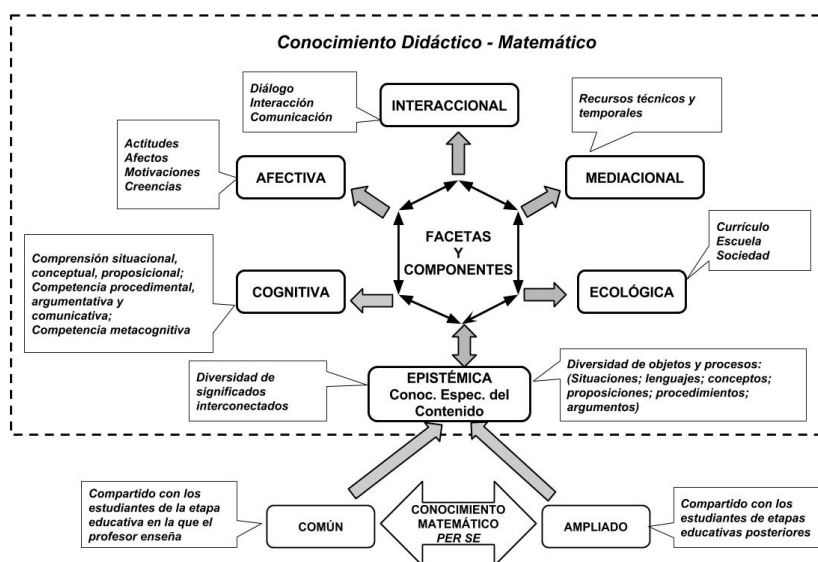 Conocimiento Didáctico - Matemático
Diálogo
Interacción
Comunicación
INTERACCIONAL
Recursos técnicos y
temporales
Actitudes
Afectos
Motivaciones
Creencias
AFECTIVA
MEDIACIONAL
FACETAS
Y
COMPONENTES
Currículo
Escuela
Sociedad
Comprensión situacional,
conceptual, proposicional;
Competencia procedimental,
argumentativa y
comunicativa;
Competencia metacognitiva
COGNITIVA
ECOLÓGICA
Diversidad de
significados
interconectados
EPISTÉMICA
Conoc. Espec. del
Contenido
Diversidad de objetos y procesos:
(Situaciones; lenguajes; conceptos;
proposiciones; procedimientos;
argumentos)
Compartido con los
estudiantes de la etapa
educativa en la que el
profesor enseña
COMÚN
CONOCIMIENTO
MATEMÁTICO
PER SE
AMPLIADO
Compartido con los
estudiantes de etapas
educativas posteriores